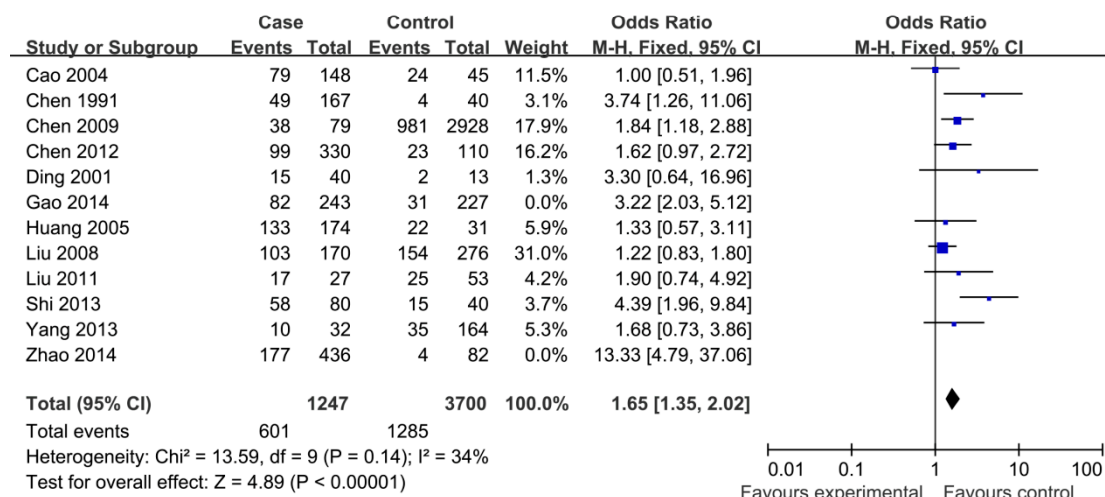 Case Control Odds Ratio Odds Ratio
Study or Subgroup Events Total Events Total Weight M-H, Fixed, 95% CI M-H, Fixed, 95% CI
Cao 2004 79 148 24 45 11.5% 1.00 [0.51, 1.96]
Chen 1991 49 167 4 40 3.1% 3.74 [1.26, 11.06]
Chen 2009 38 79 981 2928 17.9% 1.84 [1.18, 2.88]
Chen 2012 99 330 23 110 16.2% 1.62 [0.97, 2.72]
Ding 2001 15 40 2 13 1.3% 3.30 [0.64, 16.96]
Gao 2014 82 243 31 227 0.0% 3.22 [2.03, 5.12]
Huang 2005 133 174 22 31 5.9% 1.33 [0.57, 3.11]
Liu 2008 103 170 154 276 31.0% 1.22 [0.83, 1.80]
Liu 2011 17 27 25 53 4.2% 1.90 [0.74, 4.92]
Shi 2013 58 80 15 40 3.7% 4.39 [1.96, 9.84]
Yang 2013 10 32 35 164 5.3% 1.68 [0.73, 3.86]
Zhao 2014 177 436 4 82 0.0% 13.33 [4.79, 37.06]
Total (95% CI) 1247 3700 100.0% 1.65 [1.35, 2.02]
Total events 601 1285
Heterogeneity: Chi² = 13.59, df = 9 (P = 0.14); I² = 34%
Test for overall effect: Z = 4.89 (P < 0.00001)
0.01 0.1 1 10 100
Favours experimental Favours control